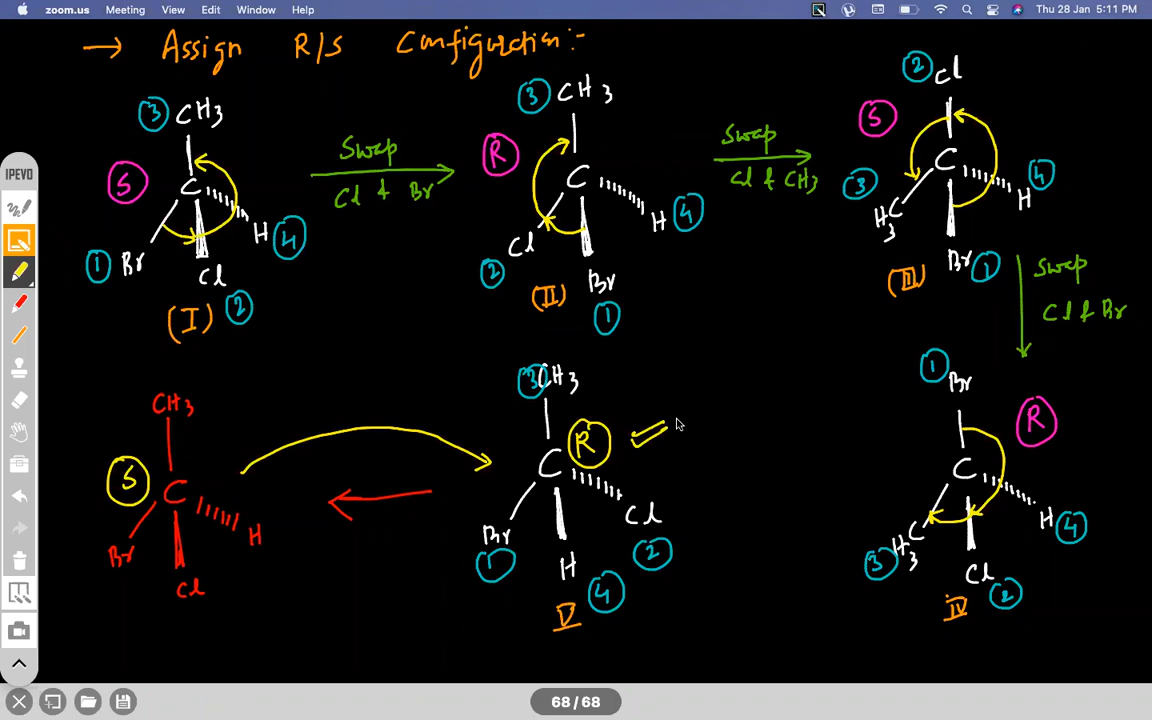 zoom.us Meeting View Edit Window Help Thu 28 Jan 5:11 PM
→ Assign R/S Configuration:-
IPEVO
3 CH3
S
C
1 Br
H 4
Cl
2
(I)
Swap
Cl & Br
3 CH3
R
C
H 4
Cl
2
Br
1
(II)
Swap
Cl & CH3
2 Cl
S
C
H 4
3 H3C
Br 1
(III)
Swap
Cl & Br
1 Br
R
C
H 4
3 H3C
Cl 2
IV
3 CH3
R
C
Br
1
Cl
2
H
4
V
CH3
S
C
Br
H
Cl
68 / 68